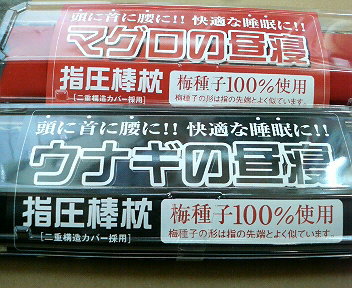 頭に首に腰に!! 快適な睡眠に!!
マグロの昼寝
指圧棒枕
[二重構造カバー採用]
梅種子100%使用
梅種子の形は指の先端とよく似ています。
頭に首に腰に!! 快適な睡眠に!!
ウナギの昼寝
指圧棒枕
[二重構造カバー採用]
梅種子100%使用
梅種子の形は指の先端とよく似ています。